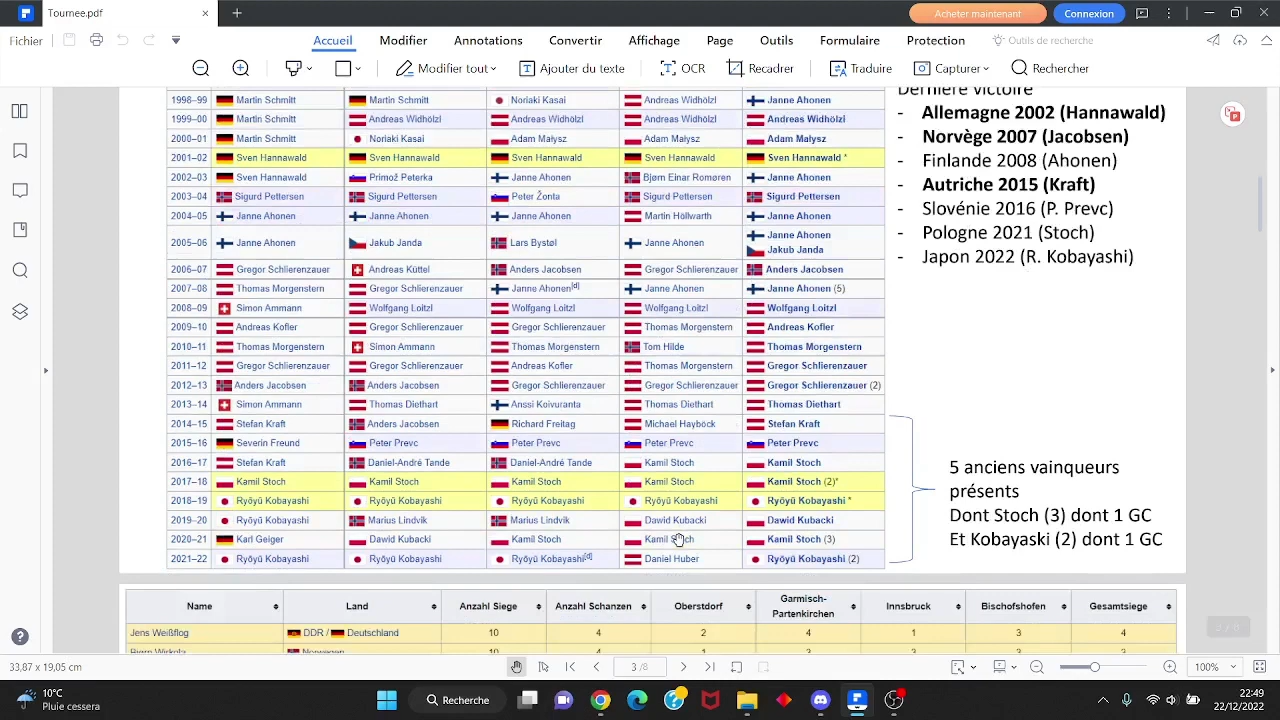 Tournee.pdf
Acheter maintenant
Connexion
Fichier
Accueil
Modifier
Annotations
Convertir
Affichage
Page
Outils
Formulaire
Protection
Outils de recherche
Modifier tout
Ajouter du texte
OCR
Recadrer
Traduire
Capturer
Recherche
1998–99 Martin Schmitt Martin Schmitt Noriaki Kasai Andreas Widhölzl Janne Ahonen
1999–00 Martin Schmitt Andreas Widhölzl Andreas Widhölzl Andreas Widhölzl Andreas Widhölzl
2000–01 Martin Schmitt Noriaki Kasai Adam Małysz Adam Małysz Adam Małysz
2001–02 Sven Hannawald Sven Hannawald Sven Hannawald Sven Hannawald Sven Hannawald *
2002–03 Sven Hannawald Primož Peterka Janne Ahonen Bjørn Einar Romøren Janne Ahonen
2003–04 Sigurd Pettersen Sigurd Pettersen Peter Žonta Sigurd Pettersen Sigurd Pettersen
2004–05 Janne Ahonen Janne Ahonen Janne Ahonen Martin Höllwarth Janne Ahonen
2005–06 Janne Ahonen Jakub Janda Lars Bystøl Janne Ahonen Janne Ahonen
Jakub Janda
2006–07 Gregor Schlierenzauer Andreas Küttel Anders Jacobsen Gregor Schlierenzauer Anders Jacobsen
2007–08 Thomas Morgenstern Gregor Schlierenzauer Janne Ahonen[d] Janne Ahonen Janne Ahonen (5)
2008–09 Simon Ammann Wolfgang Loitzl Wolfgang Loitzl Wolfgang Loitzl Wolfgang Loitzl
2009–10 Andreas Kofler Gregor Schlierenzauer Gregor Schlierenzauer Thomas Morgenstern Andreas Kofler
2010–11 Thomas Morgenstern Simon Ammann Thomas Morgenstern Tom Hilde Thomas Morgenstern
2011–12 Gregor Schlierenzauer Gregor Schlierenzauer Andreas Kofler Thomas Morgenstern Gregor Schlierenzauer
2012–13 Anders Jacobsen Anders Jacobsen Gregor Schlierenzauer Gregor Schlierenzauer Gregor Schlierenzauer (2)
2013–14 Simon Ammann Thomas Diethart Anssi Koivuranta Thomas Diethart Thomas Diethart
2014–15 Stefan Kraft Anders Jacobsen Richard Freitag Michael Hayböck Stefan Kraft
2015–16 Severin Freund Peter Prevc Peter Prevc Peter Prevc Peter Prevc
2016–17 Stefan Kraft Daniel-André Tande Daniel-André Tande Kamil Stoch Kamil Stoch
2017–18 Kamil Stoch Kamil Stoch Kamil Stoch Kamil Stoch Kamil Stoch (2)*
2018–19 Ryōyū Kobayashi Ryōyū Kobayashi Ryōyū Kobayashi Ryōyū Kobayashi Ryōyū Kobayashi *
2019–20 Ryōyū Kobayashi Marius Lindvik Marius Lindvik Dawid Kubacki Dawid Kubacki
2020–21 Karl Geiger Dawid Kubacki Kamil Stoch Kamil Stoch Kamil Stoch (3)
2021–22 Ryōyū Kobayashi Ryōyū Kobayashi Ryōyū Kobayashi[d] Daniel Huber Ryōyū Kobayashi (2)
Dernière victoire
- Allemagne 2002 (Hannawald)
- Norvège 2007 (Jacobsen)
- Finlande 2008 (Ahonen)
- Autriche 2015 (Kraft)
- Slovénie 2016 (P. Prevc)
- Pologne 2021 (Stoch)
- Japon 2022 (R. Kobayashi)
5 anciens vainqueurs
présents
Dont Stoch (3) dont 1 GC
Et Kobayaski (2) dont 1 GC
Name Land Anzahl Siege Anzahl Schanzen Oberstdorf Garmisch-Partenkirchen Innsbruck Bischofshofen Gesamtsiege
Jens Weißflog DDR / Deutschland 10 4 2 4 1 3 4
Bjørn Wirkola Norwegen 10 4
3 / 8
33,87 x 19,05 cm
3 /8
100%
10°C
Pluie cessera
Recherche
22:49
22/12/2022